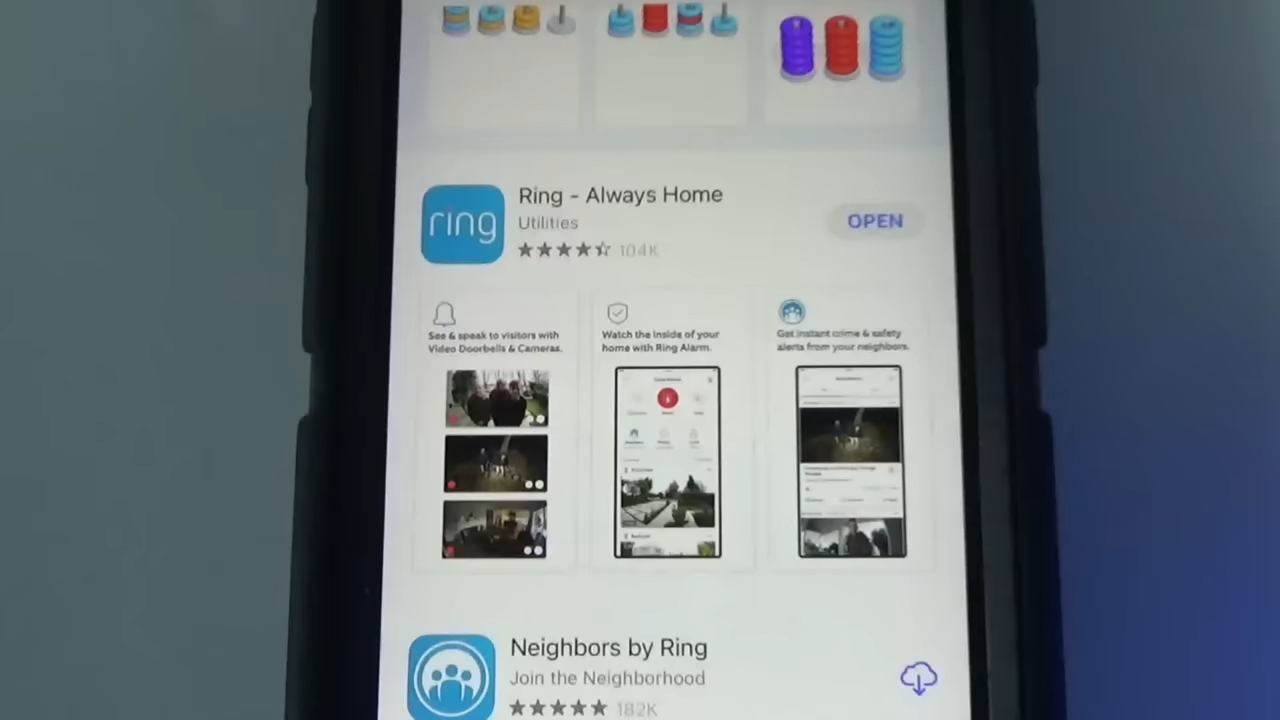 Ring - Always Home
Utilities
104K
OPEN
ring
See & speak to visitors with
Video Doorbells & Cameras.
Watch the inside of your
home with Ring Alarm.
Get instant crime & safety
alerts from your neighbors.
Neighbors by Ring
Join the Neighborhood
182K